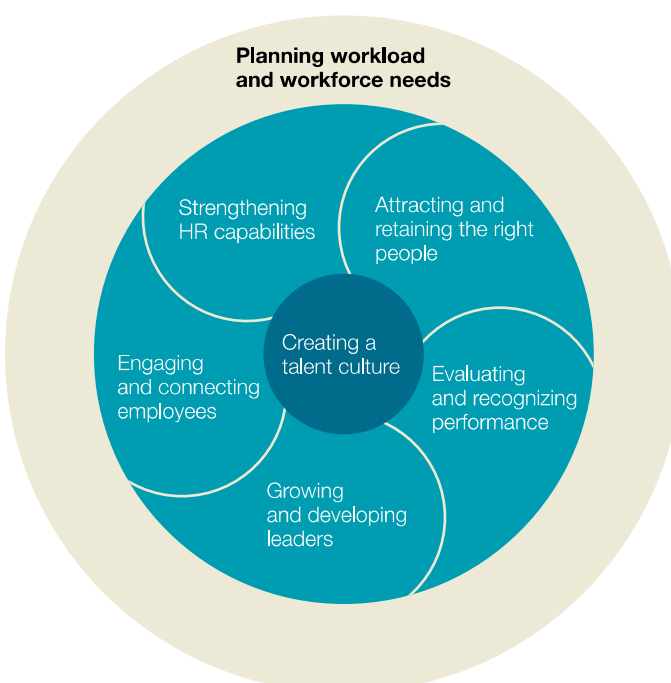 Planning workload
and workforce needs
Strengthening
HR capabilities
Attracting and
retaining the right
people
Creating a
talent culture
Engaging
and connecting
employees
Evaluating
and recognizing
performance
Growing
and developing
leaders